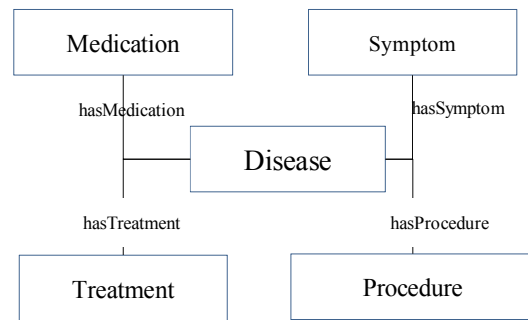 Medication
Symptom
hasMedication
hasSymptom
Disease
hasTreatment
hasProcedure
Treatment
Procedure